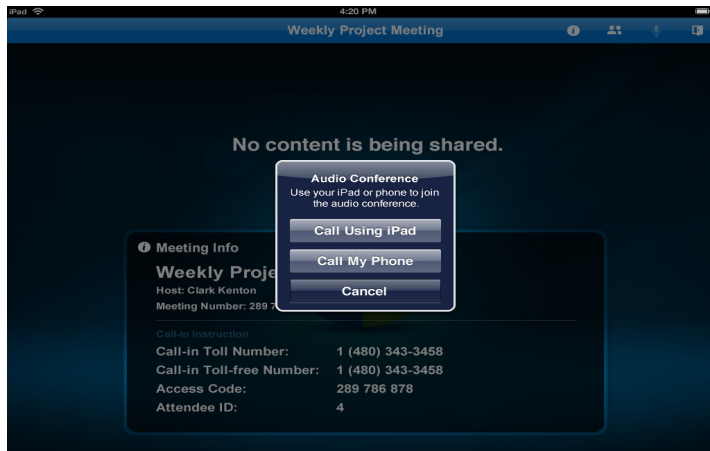 iPad 4:20 PM
Weekly Project Meeting
No content is being shared.
Audio Conference
Use your iPad or phone to join
the audio conference.
Call Using iPad
Call My Phone
Cancel
Meeting Info
Weekly Proje
Host: Clark Kenton
Meeting Number: 289 7
Call-in Instruction
Call-in Toll Number: 1 (480) 343-3458
Call-in Toll-free Number: 1 (480) 343-3458
Access Code: 289 786 878
Attendee ID: 4